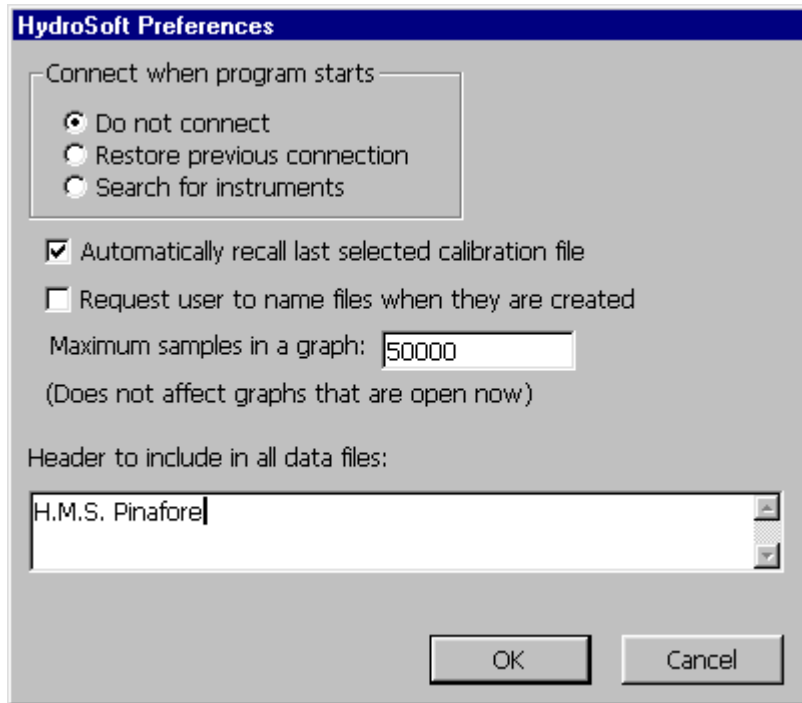 HydroSoft Preferences
Connect when program starts
Do not connect
Restore previous connection
Search for instruments
Automatically recall last selected calibration file
Request user to name files when they are created
Maximum samples in a graph: 50000
(Does not affect graphs that are open now)
Header to include in all data files:
H.M.S. Pinafore
OK Cancel